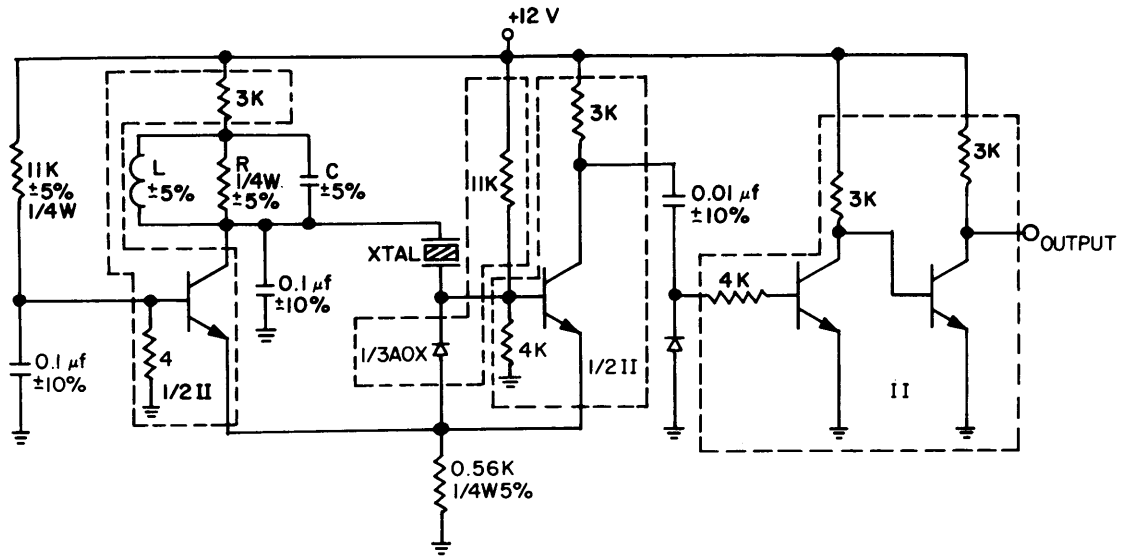 +12 V
3K
11K
±5%
1/4W
L
±5%
R
1/4W.
±5%
C
±5%
XTAL
0.1 µf
±10%
4
1/2 II
0.1 µf
±10%
11K
3K
1/3AOX
4K
1/2 II
0.56K
1/4W5%
0.01 µf
±10%
4K
3K
3K
OUTPUT
II